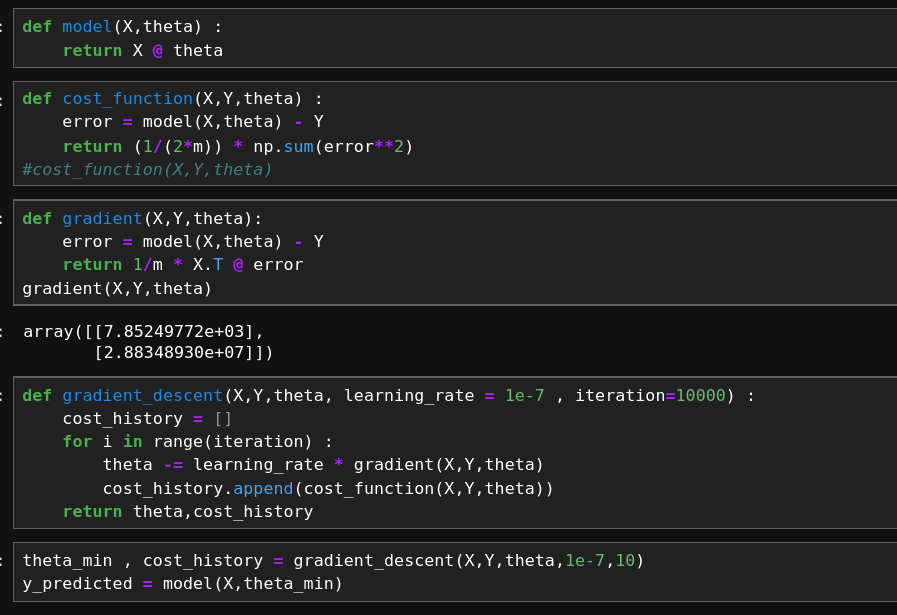 : def model(X,theta) :
    return X @ theta
: def cost_function(X,Y,theta) :
    error = model(X,theta) - Y
    return (1/(2*m)) * np.sum(error**2)
#cost_function(X,Y,theta)
: def gradient(X,Y,theta):
    error = model(X,theta) - Y
    return 1/m * X.T @ error
gradient(X,Y,theta)
: array([[7.85249772e+03],
       [2.88348930e+07]])
: def gradient_descent(X,Y,theta, learning_rate = 1e-7 , iteration=10000) :
    cost_history = []
    for i in range(iteration) :
        theta -= learning_rate * gradient(X,Y,theta)
        cost_history.append(cost_function(X,Y,theta))
    return theta,cost_history
: theta_min , cost_history = gradient_descent(X,Y,theta,1e-7,10)
y_predicted = model(X,theta_min)